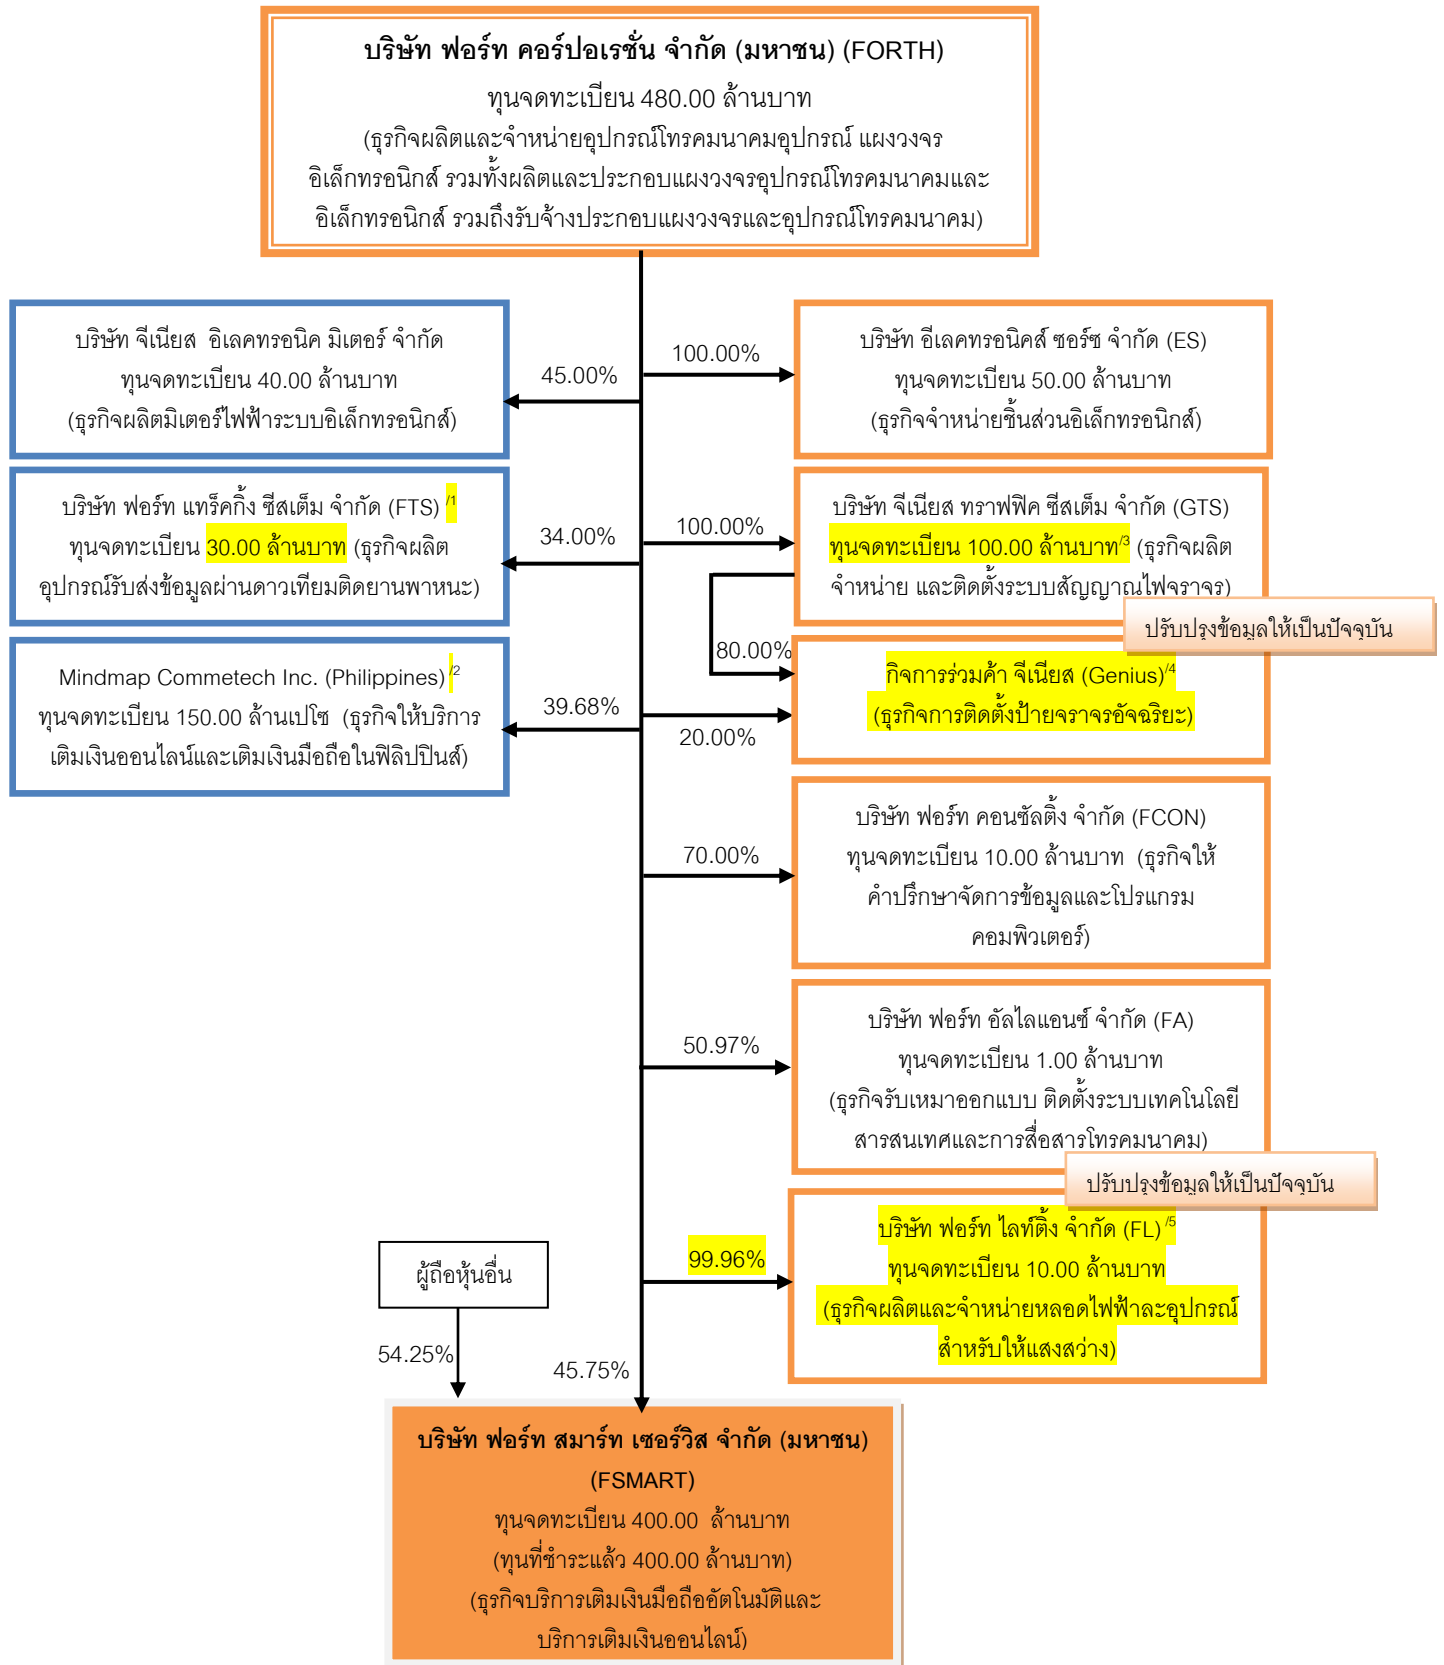 บริษัท ฟอร์ท คอร์ปอเรชั่น จำกัด (มหาชน) (FORTH)
ทุนจดทะเบียน 480.00 ล้านบาท
(ธุรกิจผลิตและจำหน่ายอุปกรณ์โทรคมนาคมอุปกรณ์ แผงวงจร
อิเล็กทรอนิกส์ รวมทั้งผลิตและประกอบแผงวงจรอุปกรณ์โทรคมนาคมและ
อิเล็กทรอนิกส์ รวมถึงรับจ้างประกอบแผงวงจรและอุปกรณ์โทรคมนาคม)
บริษัท จีเนียส อิเลคทรอนิค มิเตอร์ จำกัด
ทุนจดทะเบียน 40.00 ล้านบาท
(ธุรกิจผลิตมิเตอร์ไฟฟ้าระบบอิเล็กทรอนิกส์)
45.00%
100.00%
บริษัท อีเลคทรอนิคส์ ซอร์ซ จำกัด (ES)
ทุนจดทะเบียน 50.00 ล้านบาท
(ธุรกิจจำหน่ายชิ้นส่วนอิเล็กทรอนิกส์)
บริษัท ฟอร์ท แทร็คกิ้ง ซีสเต็ม จำกัด (FTS) /1
ทุนจดทะเบียน 30.00 ล้านบาท (ธุรกิจผลิต
อุปกรณ์รับส่งข้อมูลผ่านดาวเทียมติดยานพาหนะ)
34.00%
100.00%
บริษัท จีเนียส ทราฟฟิค ซีสเต็ม จำกัด (GTS)
ทุนจดทะเบียน 100.00 ล้านบาท/3 (ธุรกิจผลิต
จำหน่าย และติดตั้งระบบสัญญาณไฟจราจร)
ปรับปรุงข้อมูลให้เป็นปัจจุบัน
Mindmap Commetech Inc. (Philippines) /2
ทุนจดทะเบียน 150.00 ล้านเปโซ (ธุรกิจให้บริการ
เติมเงินออนไลน์และเติมเงินมือถือในฟิลิปปินส์)
39.68%
80.00%
20.00%
กิจการร่วมค้า จีเนียส (Genius)/4
(ธุรกิจการติดตั้งป้ายจราจรอัจฉริยะ)
70.00%
บริษัท ฟอร์ท คอนซัลติ้ง จำกัด (FCON)
ทุนจดทะเบียน 10.00 ล้านบาท (ธุรกิจให้
คำปรึกษาจัดการข้อมูลและโปรแกรม
คอมพิวเตอร์)
50.97%
บริษัท ฟอร์ท อัลไลแอนซ์ จำกัด (FA)
ทุนจดทะเบียน 1.00 ล้านบาท
(ธุรกิจรับเหมาออกแบบ ติดตั้งระบบเทคโนโลยี
สารสนเทศและการสื่อสารโทรคมนาคม)
ปรับปรุงข้อมูลให้เป็นปัจจุบัน
99.96%
บริษัท ฟอร์ท ไลท์ติ้ง จำกัด (FL) /5
ทุนจดทะเบียน 10.00 ล้านบาท
(ธุรกิจผลิตและจำหน่ายหลอดไฟฟ้าละอุปกรณ์
สำหรับให้แสงสว่าง)
ผู้ถือหุ้นอื่น
54.25%
45.75%
บริษัท ฟอร์ท สมาร์ท เซอร์วิส จำกัด (มหาชน)
(FSMART)
ทุนจดทะเบียน 400.00 ล้านบาท
(ทุนที่ชำระแล้ว 400.00 ล้านบาท)
(ธุรกิจบริการเติมเงินมือถืออัตโนมัติและ
บริการเติมเงินออนไลน์)